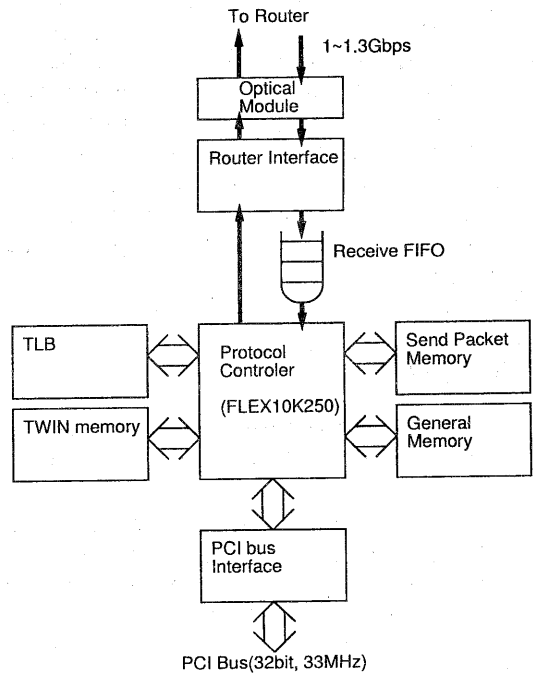 To Router
1~1.3Gbps
Optical
Module
Router Interface
Receive FIFO
TLB
Protocol
Controler
(FLEX10K250)
Send Packet
Memory
TWIN memory
General
Memory
PCI bus
Interface
PCI Bus(32bit, 33MHz)